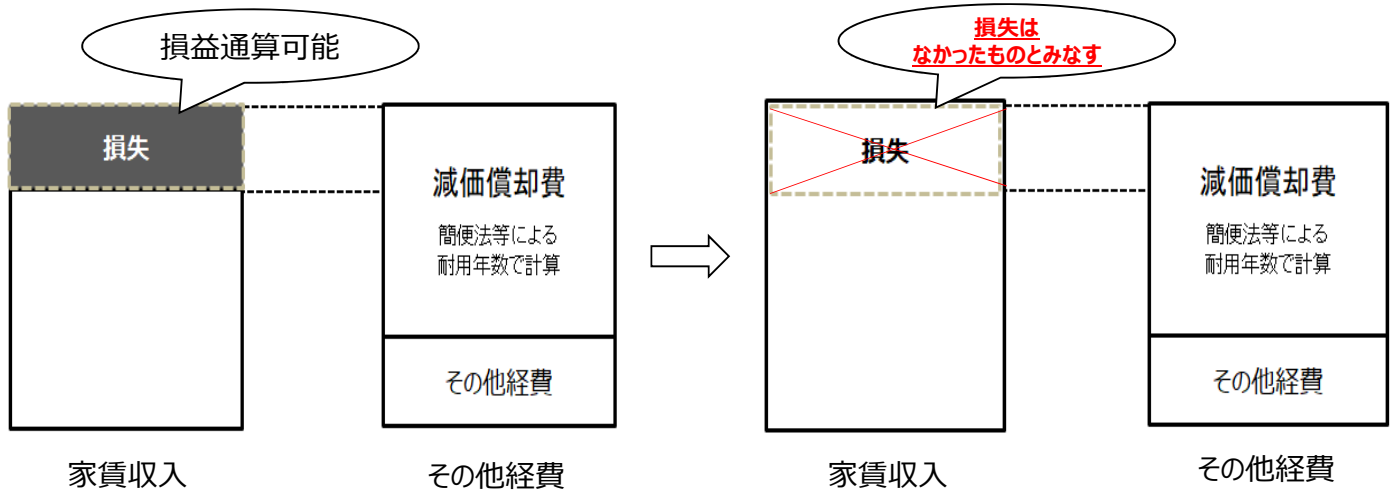 損益通算可能
損失
減価償却費
簡便法等による
耐用年数で計算
その他経費
家賃収入
その他経費
損失は
なかったものとみなす
損失
減価償却費
簡便法等による
耐用年数で計算
その他経費
家賃収入
その他経費